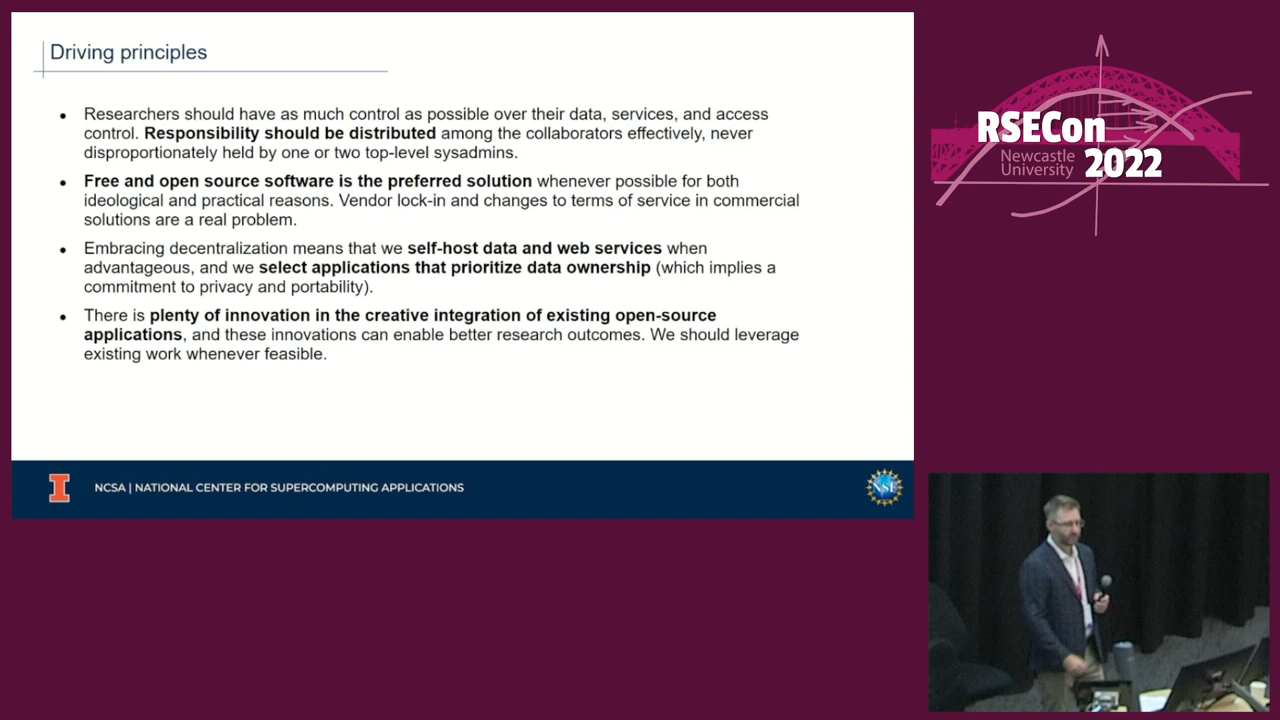 Driving principles
Researchers should have as much control as possible over their data, services, and access
control. Responsibility should be distributed among the collaborators effectively, never
disproportionately held by one or two top-level sysadmins.
Free and open source software is the preferred solution whenever possible for both
ideological and practical reasons. Vendor lock-in and changes to terms of service in commercial
solutions are a real problem.
Embracing decentralization means that we self-host data and web services when
advantageous, and we select applications that prioritize data ownership (which implies a
commitment to privacy and portability).
There is plenty of innovation in the creative integration of existing open-source
applications, and these innovations can enable better research outcomes. We should leverage
existing work whenever feasible.
I
NCSA | NATIONAL CENTER FOR SUPERCOMPUTING APPLICATIONS
NSF
RSECon
Newcastle
University 2022